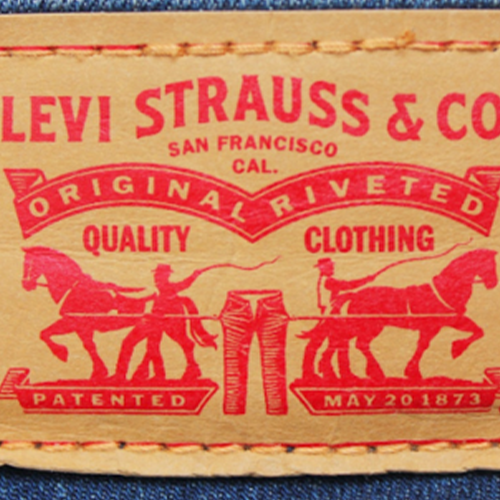 LEVI STRAUSS & CO
SAN FRANCISCO
CAL.
ORIGINAL RIVETED
QUALITY CLOTHING
PATENTED MAY 20 1873